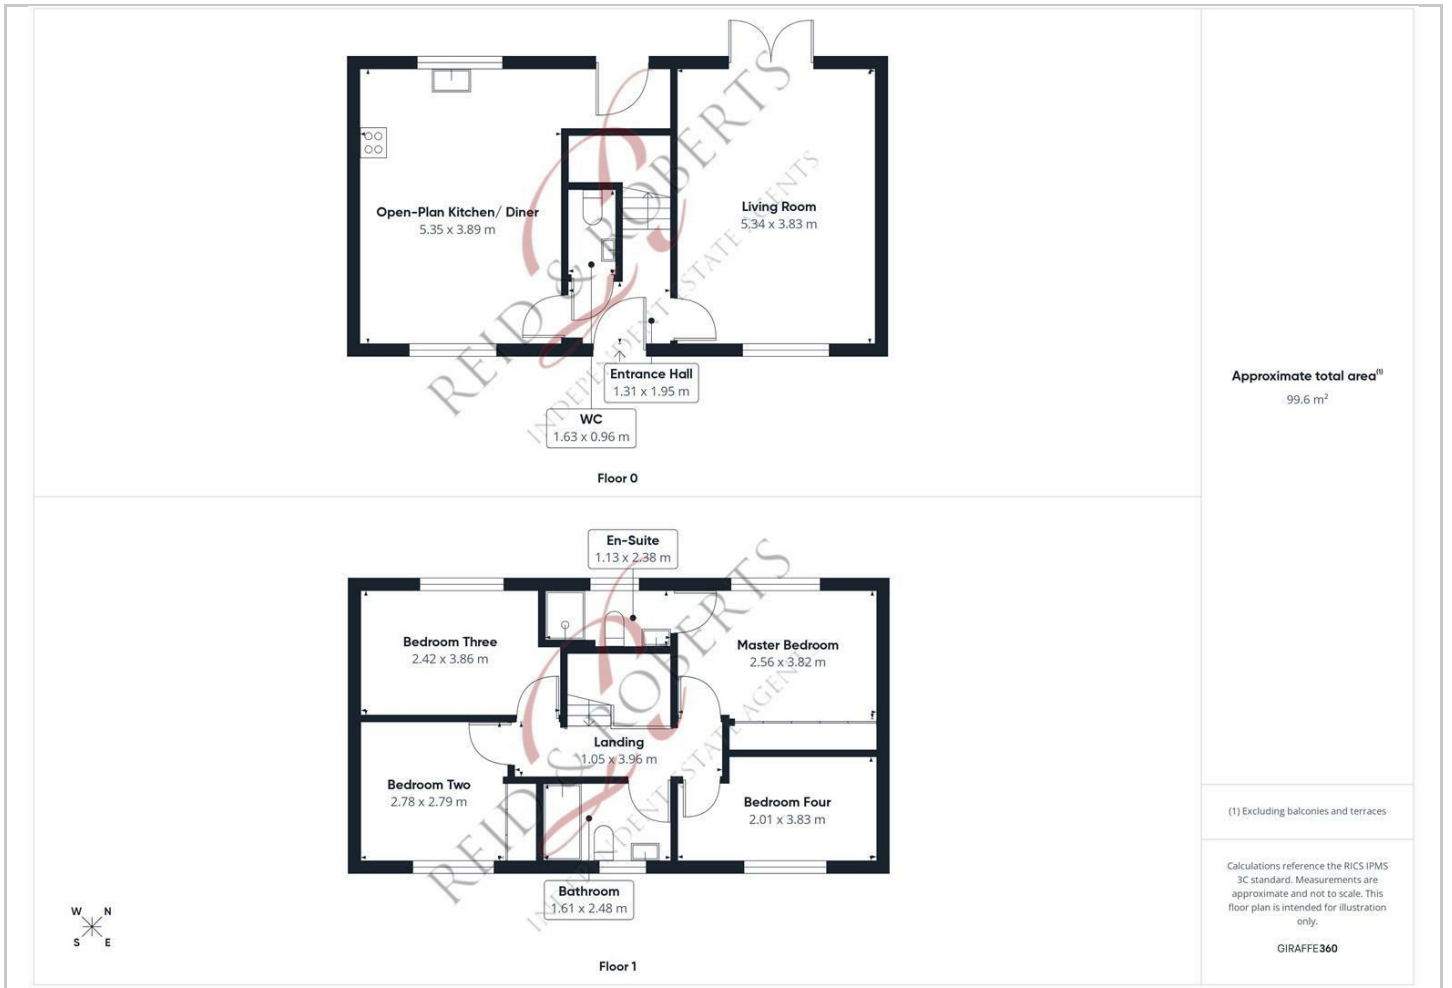 Open-Plan Kitchen/ Diner
5.35 x 3.89 m
Living Room
5.34 x 3.83 m
Entrance Hall
1.31 x 1.95 m
WC
1.63 x 0.96 m
Floor 0
REID & ROBERTS
INDEPENDENT ESTATE AGENTS
En-Suite
1.13 x 2.38 m
Bedroom Three
2.42 x 3.86 m
Master Bedroom
2.56 x 3.82 m
Landing
1.05 x 3.96 m
Bedroom Two
2.78 x 2.79 m
Bedroom Four
2.01 x 3.83 m
Bathroom
1.61 x 2.48 m
Floor 1
REID & ROBERTS
INDEPENDENT ESTATE AGENTS
W N
S E
Approximate total area(1)
99.6 m²
(1) Excluding balconies and terraces
Calculations reference the RICS IPMS
3C standard. Measurements are
approximate and not to scale. This
floor plan is intended for illustration
only.
GIRAFFE360